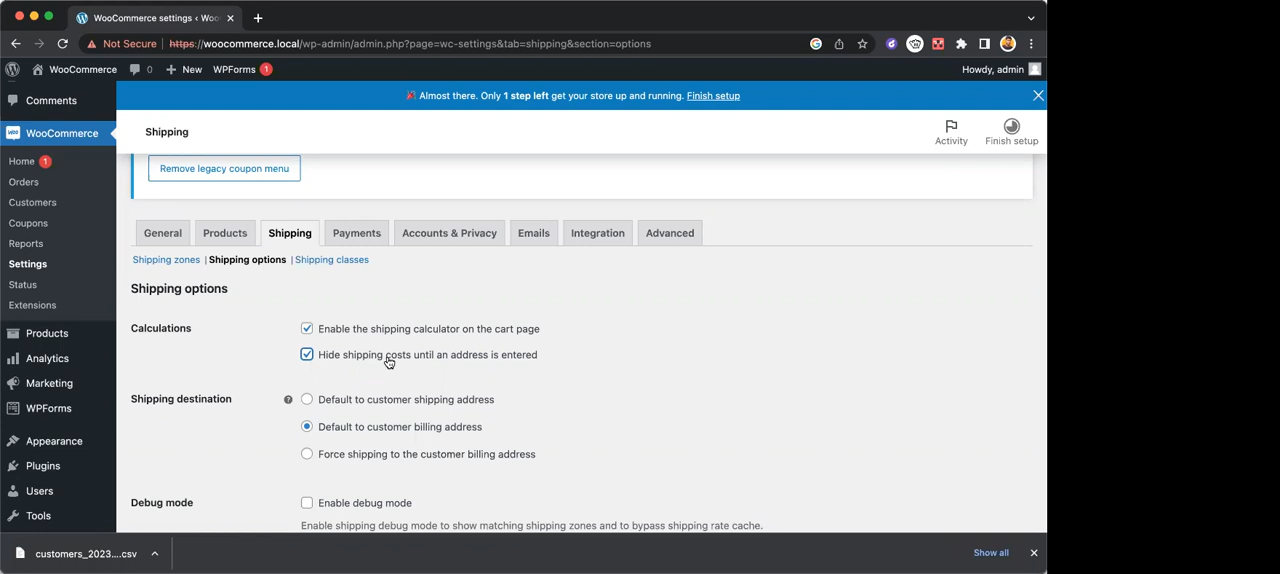 WooCommerce settings ‹ Woo
Not Secure https://woocommerce.local/wp-admin/admin.php?page=wc-settings&tab=shipping&section=options
WooCommerce 0 New WPForms 1 Howdy, admin
Comments
Almost there. Only 1 step left get your store up and running. Finish setup
WooCommerce
Shipping
Activity
Finish setup
Home 1
Remove legacy coupon menu
Orders
Customers
Coupons
Reports
Settings
Status
Extensions
Products
Analytics
Marketing
WPForms
Appearance
Plugins
Users
Tools
General Products Shipping Payments Accounts & Privacy Emails Integration Advanced
Shipping zones | Shipping options | Shipping classes
Shipping options
Calculations
Enable the shipping calculator on the cart page
Hide shipping costs until an address is entered
Shipping destination ?
Default to customer shipping address
Default to customer billing address
Force shipping to the customer billing address
Debug mode
Enable debug mode
Enable shipping debug mode to show matching shipping zones and to bypass shipping rate cache.
customers_2023....csv
Show all